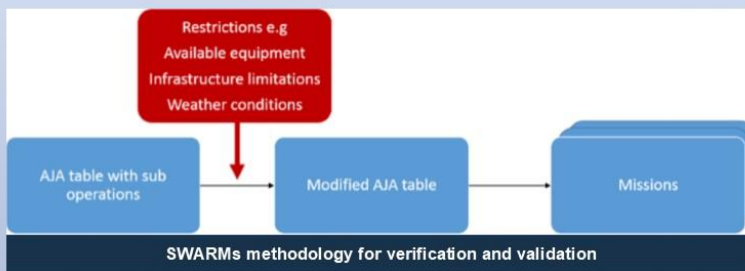 Restrictions e.g
Available equipment
Infrastructure limitations
Weather conditions
AJA table with sub
operations
Modified AJA table
Missions
SWARMs methodology for verification and validation